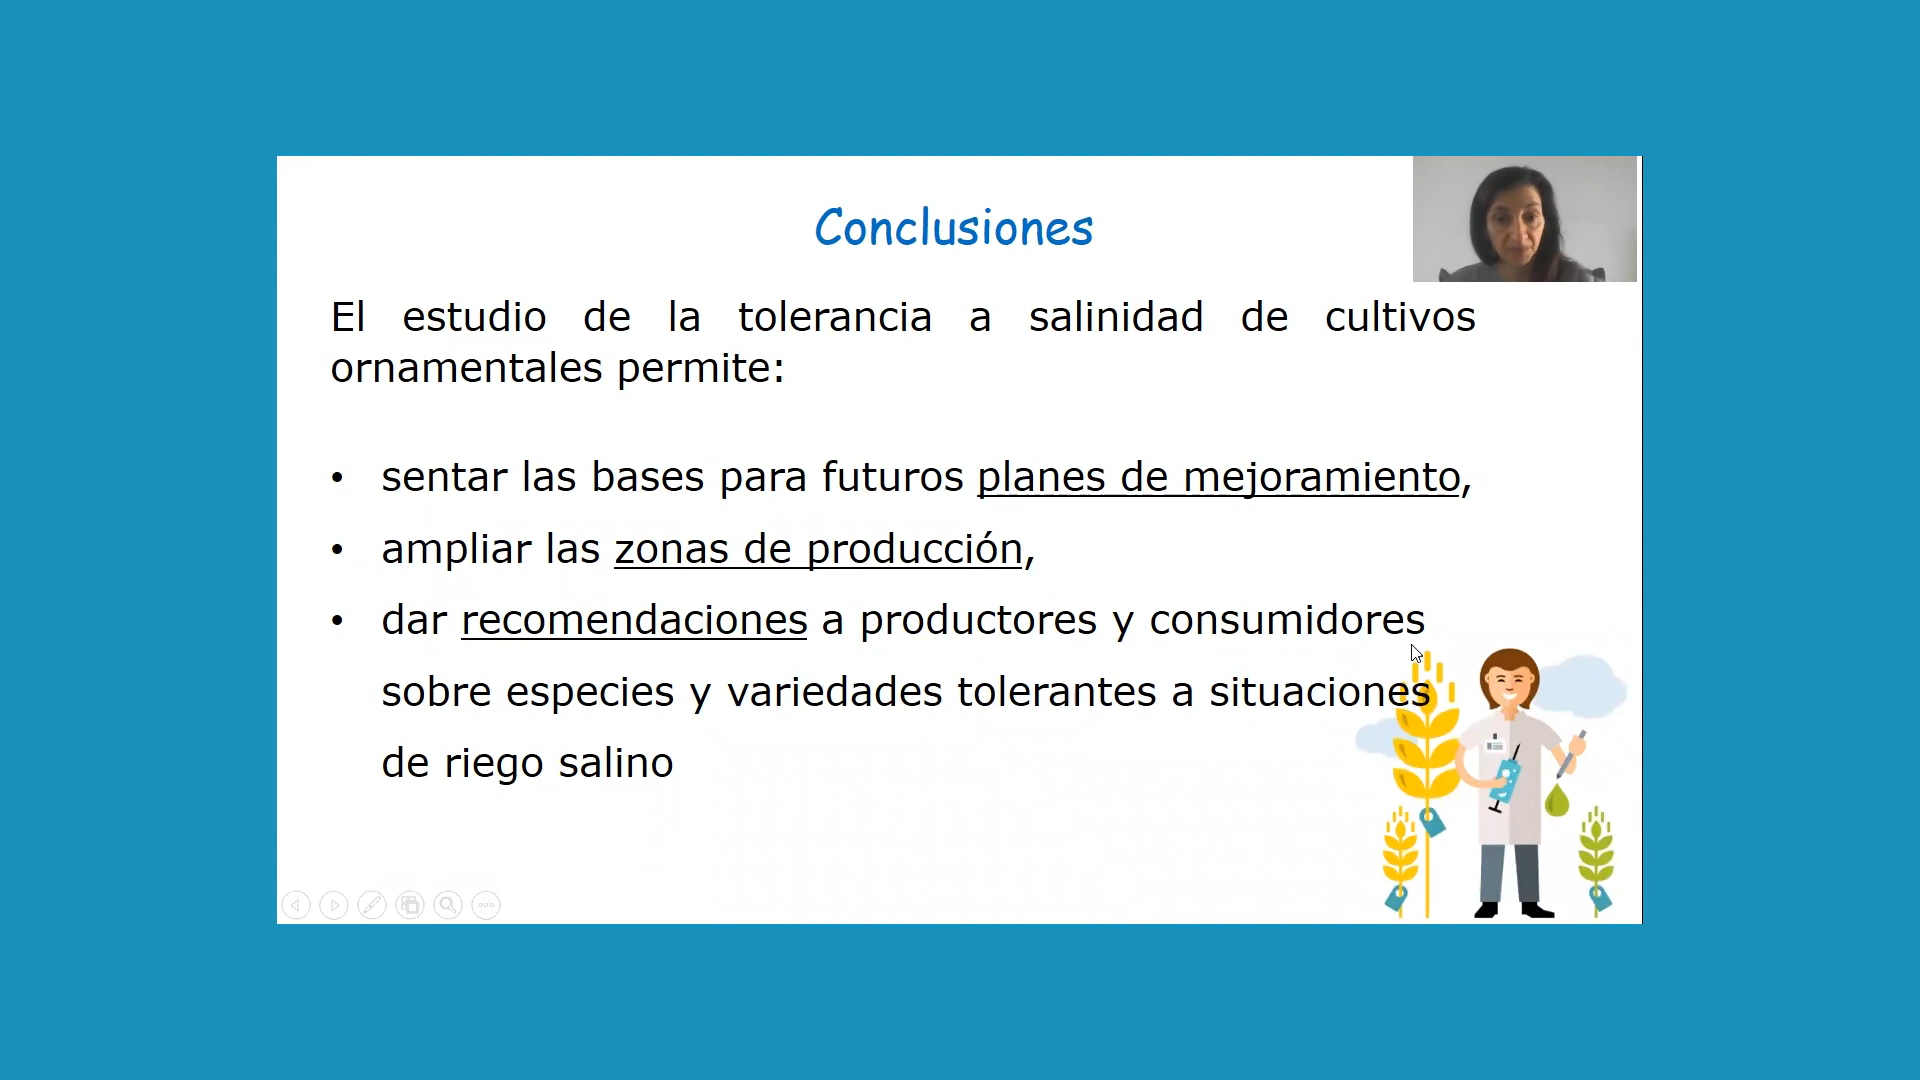 Conclusiones
El estudio de la tolerancia a salinidad de cultivos
ornamentales permite:
• sentar las bases para futuros planes de mejoramiento,
• ampliar las zonas de producción,
• dar recomendaciones a productores y consumidores
sobre especies y variedades tolerantes a situaciones
de riego salino